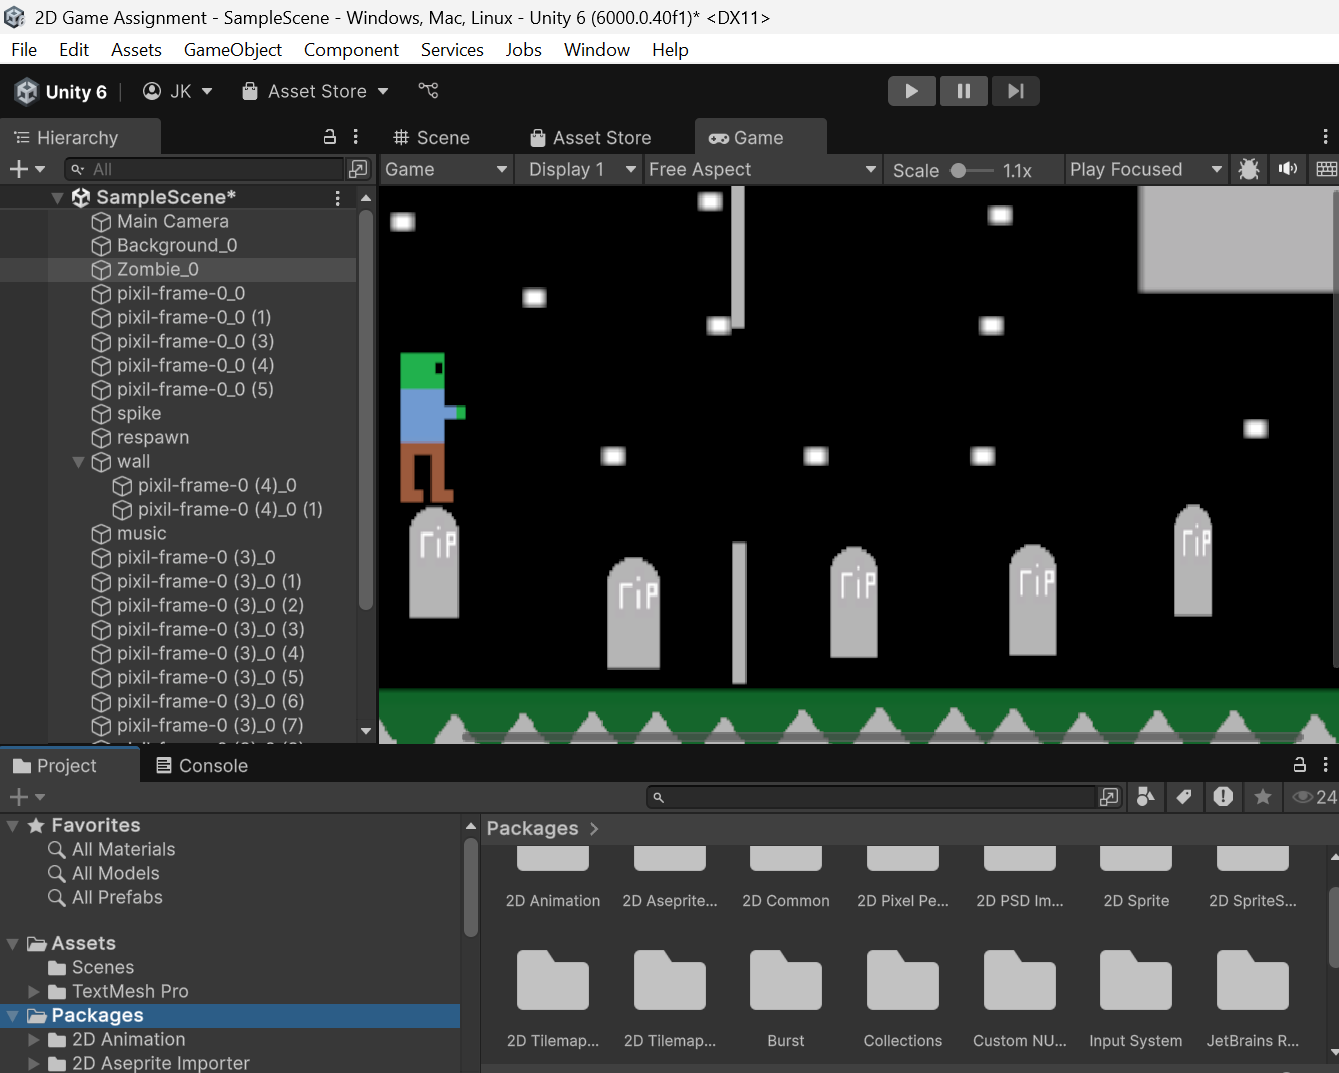 2D Game Assignment - SampleScene - Windows, Mac, Linux - Unity 6 (6000.0.40f1)* <DX11>
File Edit Assets GameObject Component Services Jobs Window Help
Unity 6 JK Asset Store
Hierarchy
Scene Asset Store Game
All
Game Display 1 Free Aspect Scale 1.1x Play Focused
SampleScene*
Main Camera
Background_0
Zombie_0
pixil-frame-0_0
pixil-frame-0_0 (1)
pixil-frame-0_0 (3)
pixil-frame-0_0 (4)
pixil-frame-0_0 (5)
spike
respawn
wall
pixil-frame-0 (4)_0
pixil-frame-0 (4)_0 (1)
music
pixil-frame-0 (3)_0
pixil-frame-0 (3)_0 (1)
pixil-frame-0 (3)_0 (2)
pixil-frame-0 (3)_0 (3)
pixil-frame-0 (3)_0 (4)
pixil-frame-0 (3)_0 (5)
pixil-frame-0 (3)_0 (6)
pixil-frame-0 (3)_0 (7)
rip
rip
rip
rip
rip
Project Console
24
Favorites
All Materials
All Models
All Prefabs
Assets
Scenes
TextMesh Pro
Packages
2D Animation
2D Aseprite Importer
Packages
2D Animation 2D Aseprite... 2D Common 2D Pixel Pe... 2D PSD Im... 2D Sprite 2D SpriteS...
2D Tilemap... 2D Tilemap... Burst Collections Custom NU... Input System JetBrains R...